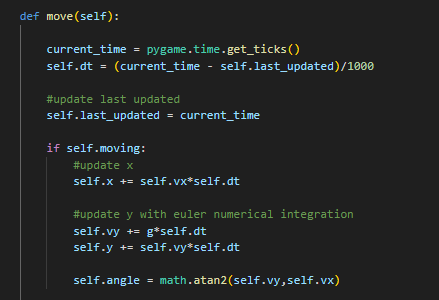 def move(self):
current_time = pygame.time.get_ticks()
self.dt = (current_time - self.last_updated)/1000
#update last updated
self.last_updated = current_time
if self.moving:
#update x
self.x += self.vx*self.dt
#update y with euler numerical integration
self.vy += g*self.dt
self.y += self.vy*self.dt
self.angle = math.atan2(self.vy,self.vx)